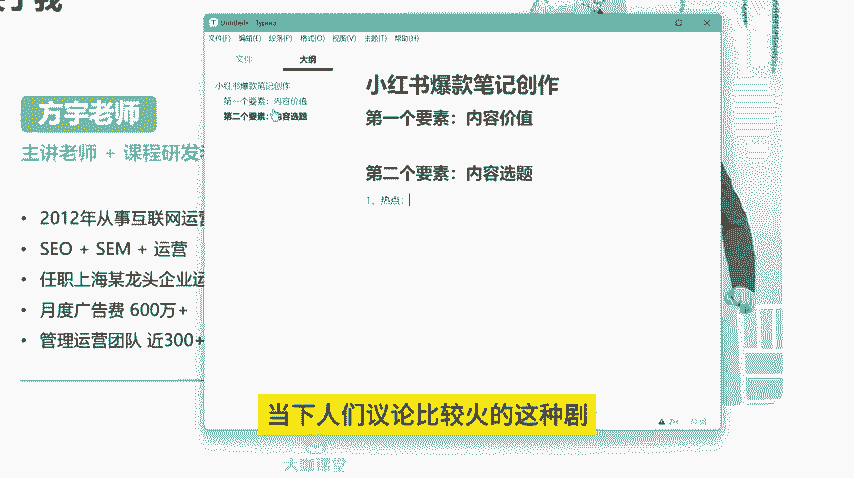 关于我
方宇老师
主讲老师 + 课程研发
• 2012年从事互联网运营
• SEO + SEM + 运营
• 任职上海某龙头企业运
• 月度广告费 600万+
• 管理运营团队 近300+
Untitled • Typora
文件(F) 编辑(E) 段落(P) 格式(O) 视图(V) 主题(T) 帮助(H)
文件 大纲
小红书爆款笔记创作
第一个要素：内容价值
第二个要素：内容选题
小红书爆款笔记创作
第一个要素：内容价值
第二个要素：内容选题
1、热点：
当下人们议论比较火的这种剧
大咖课堂